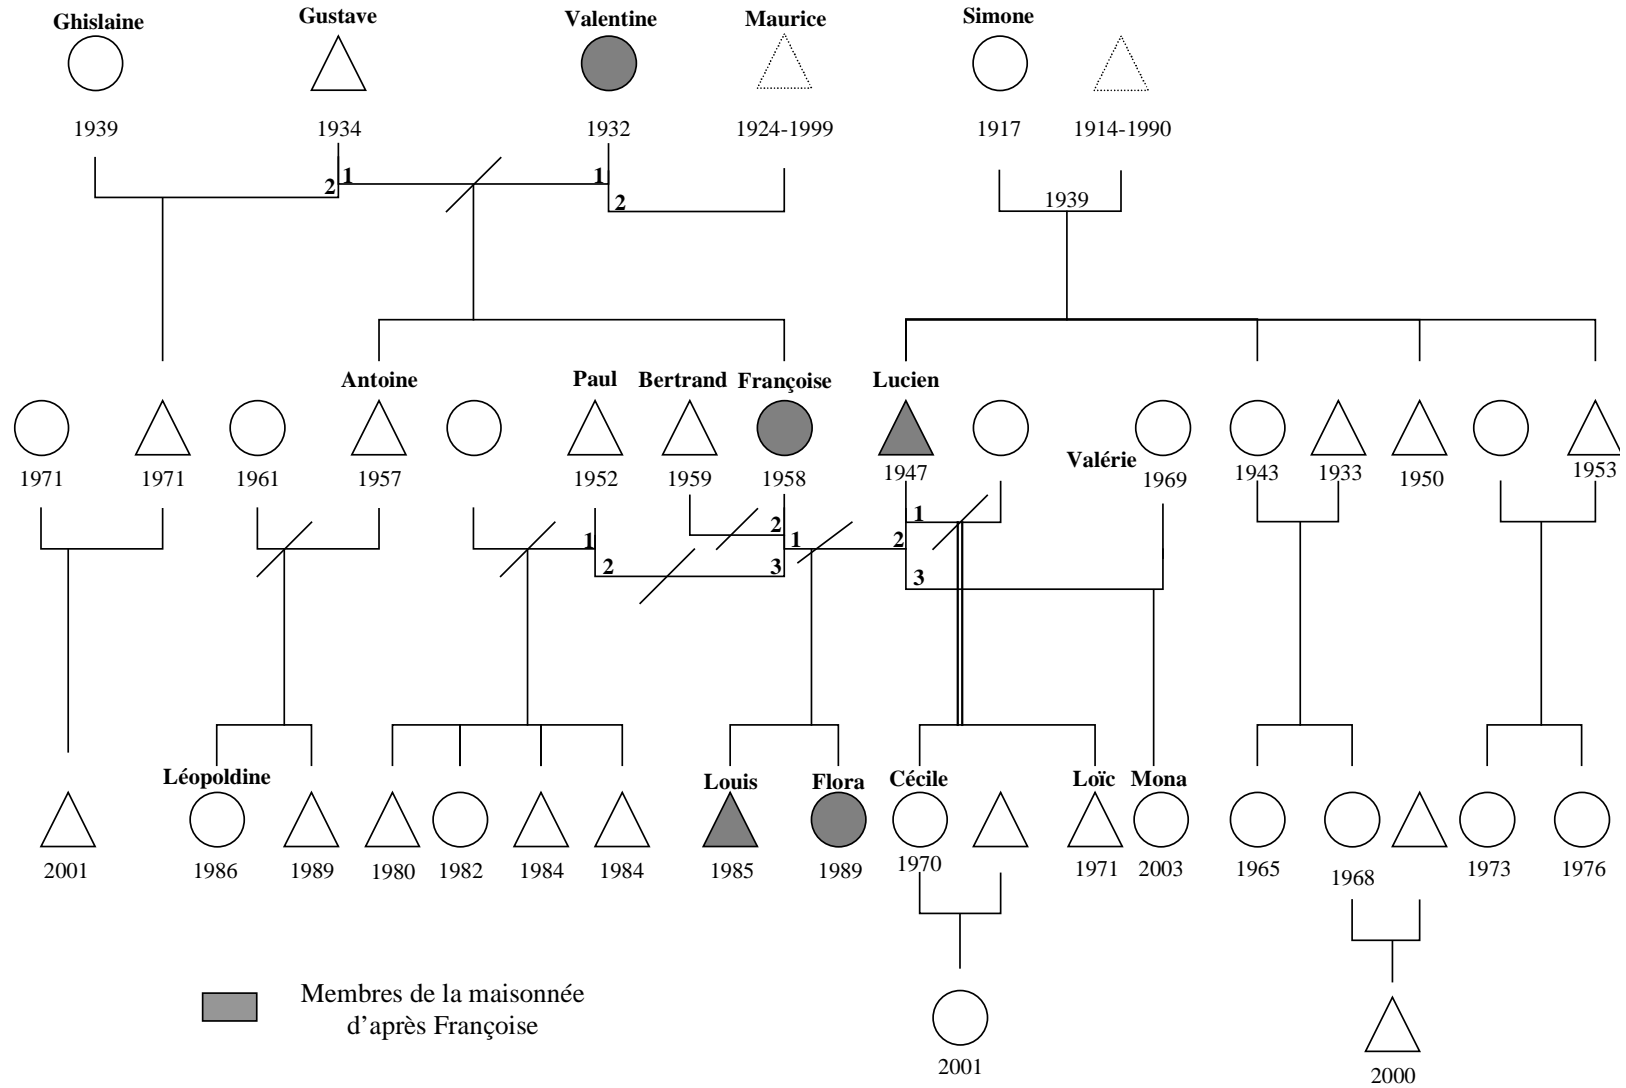 Ghislaine
Gustave
Valentine
Maurice
Simone
1939
1934
1932
1924-1999
1917
1914-1990
1
1
2
2
1939
Antoine
Paul
Bertrand
Françoise
Lucien
Valérie
1971
1971
1961
1957
1952
1959
1958
1947
1969
1943
1933
1950
1953
1
2
2
1
3
1
2
3
Léopoldine
Louis
Flora
Cécile
Loïc
Mona
2001
1986
1989
1980
1982
1984
1984
1985
1989
1970
1971
2003
1965
1968
1973
1976
Membres de la maisonnée
d’après Françoise
2001
2000